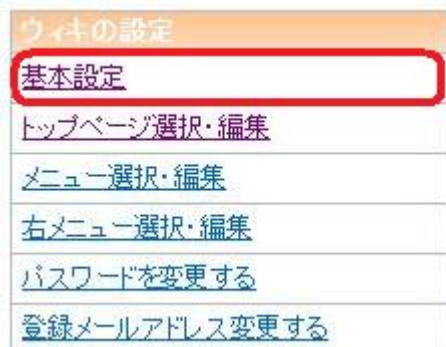 ウィキの設定
基本設定
トップページ選択・編集
メニュー選択・編集
右メニュー選択・編集
パスワードを変更する
登録メールアドレス変更する